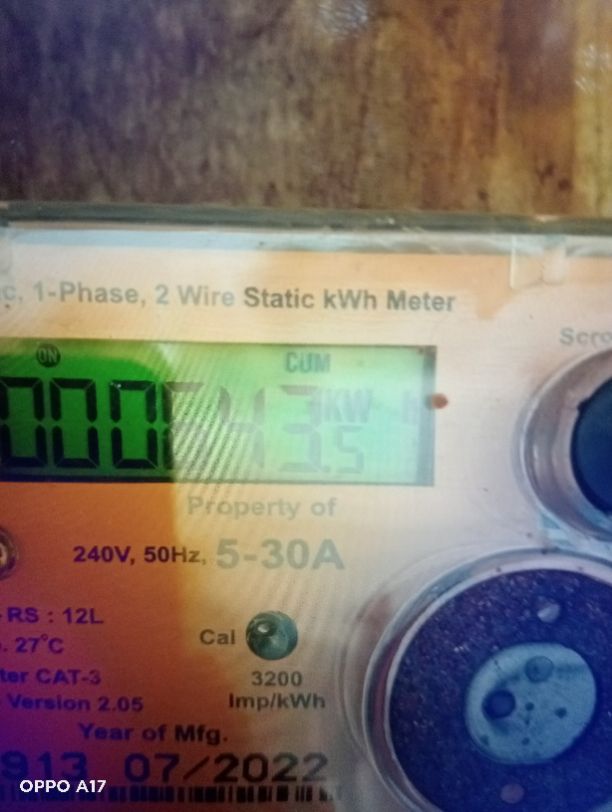 c, 1-Phase, 2 Wire Static kWh Meter
Scro
ON
CUM
000643.5 KW h
Property of
240V, 50Hz, 5-30A
RS : 12L
. 27°C
Cal
3200
Imp/kWh
ter CAT-3
Version 2.05
Year of Mfg.
913 07/2022
OPPO A17